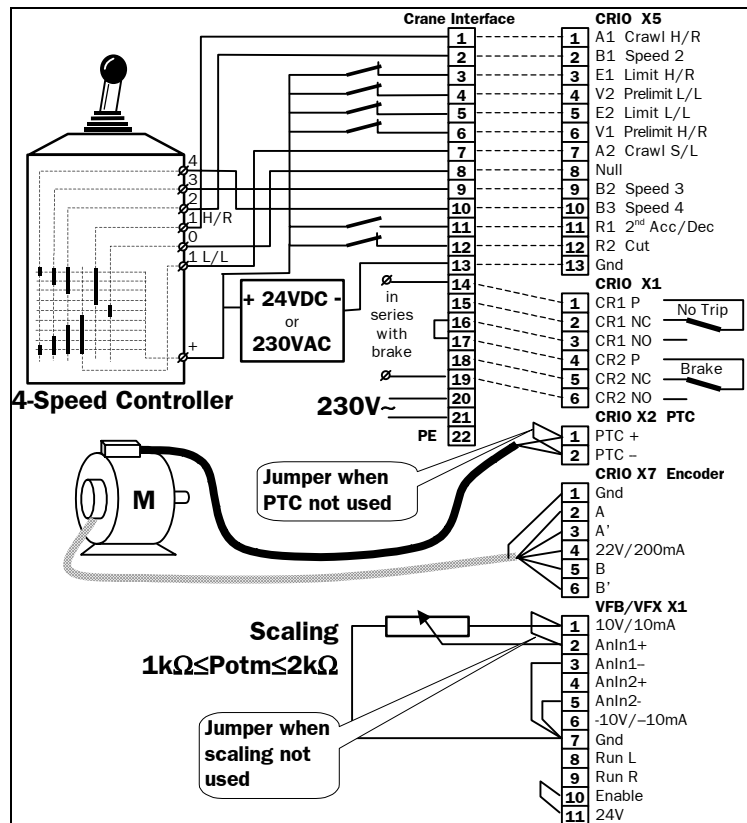 Crane Interface
1
2
3
4
5
6
7
8
9
10
11
12
13
14
15
16
17
18
19
20
21
PE 22
CRIO X5
1 A1 Crawl H/R
2 B1 Speed 2
3 E1 Limit H/R
4 V2 Prelimit L/L
5 E2 Limit L/L
6 V1 Prelimit H/R
7 A2 Crawl S/L
8 Null
9 B2 Speed 3
10 B3 Speed 4
11 R1 2nd Acc/Dec
12 R2 Cut
13 Gnd
CRIO X1
1 CR1 P
2 CR1 NC
3 CR1 NO
4 CR2 P
5 CR2 NC
6 CR2 NO
No Trip
Brake
CRIO X2 PTC
1 PTC +
2 PTC –
CRIO X7 Encoder
1 Gnd
2 A
3 A'
4 22V/200mA
5 B
6 B'
VFB/VFX X1
1 10V/10mA
2 AnIn1+
3 AnIn1–
4 AnIn2+
5 AnIn2-
6 -10V/–10mA
7 Gnd
8 Run L
9 Run R
10 Enable
11 24V
4
3
2
1 H/R
0
1 L/L
+
4-Speed Controller
+ 24VDC -
or
230VAC
in
series
with
brake
230V~
M
Jumper when
PTC not used
Scaling
1kΩ≤Potm≤2kΩ
Jumper when
scaling not
used